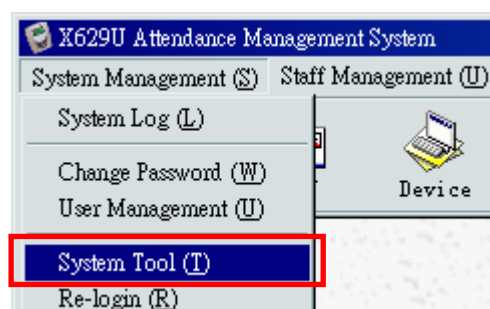 X629U Attendance Management System
System Management (S) Staff Management (U)
System Log (L)
Change Password (W)
User Management (U)
Device
System Tool (T)
Re-login (R)